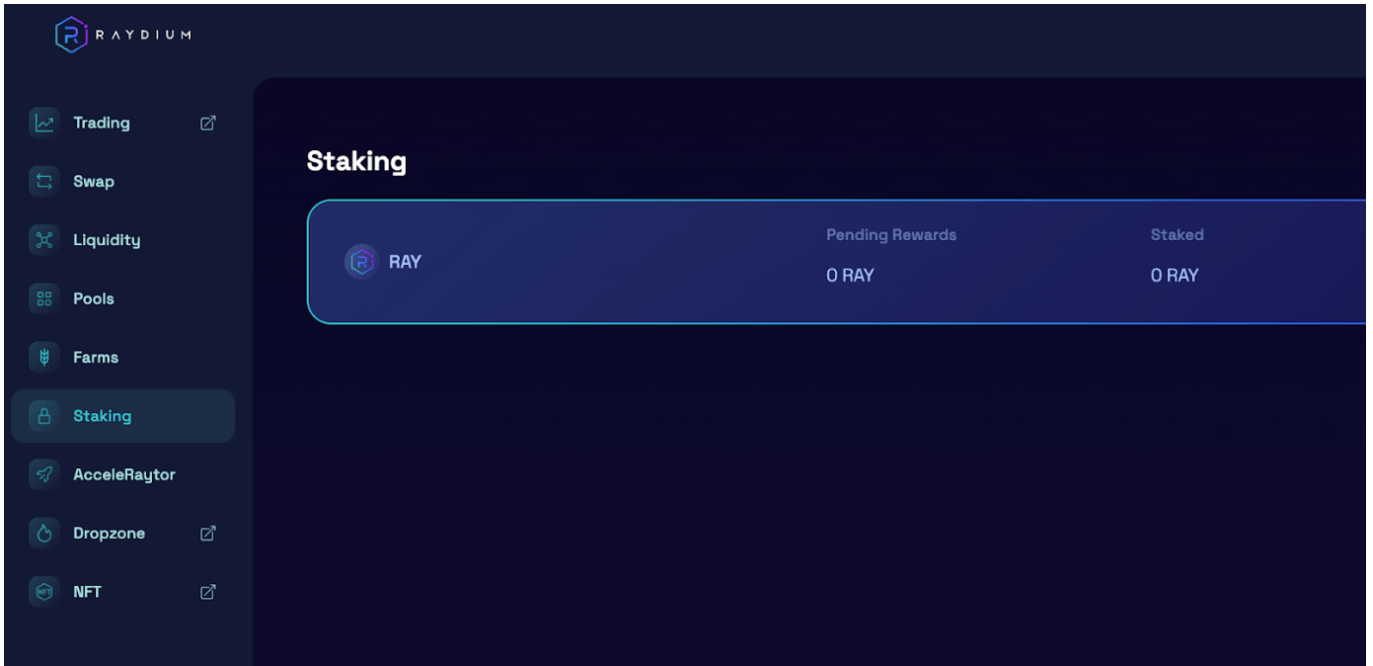 RAYDIUM
Trading
Swap
Liquidity
Pools
Farms
Staking
AcceleRaytor
Dropzone
NFT
Staking
RAY
Pending Rewards
0 RAY
Staked
0 RAY